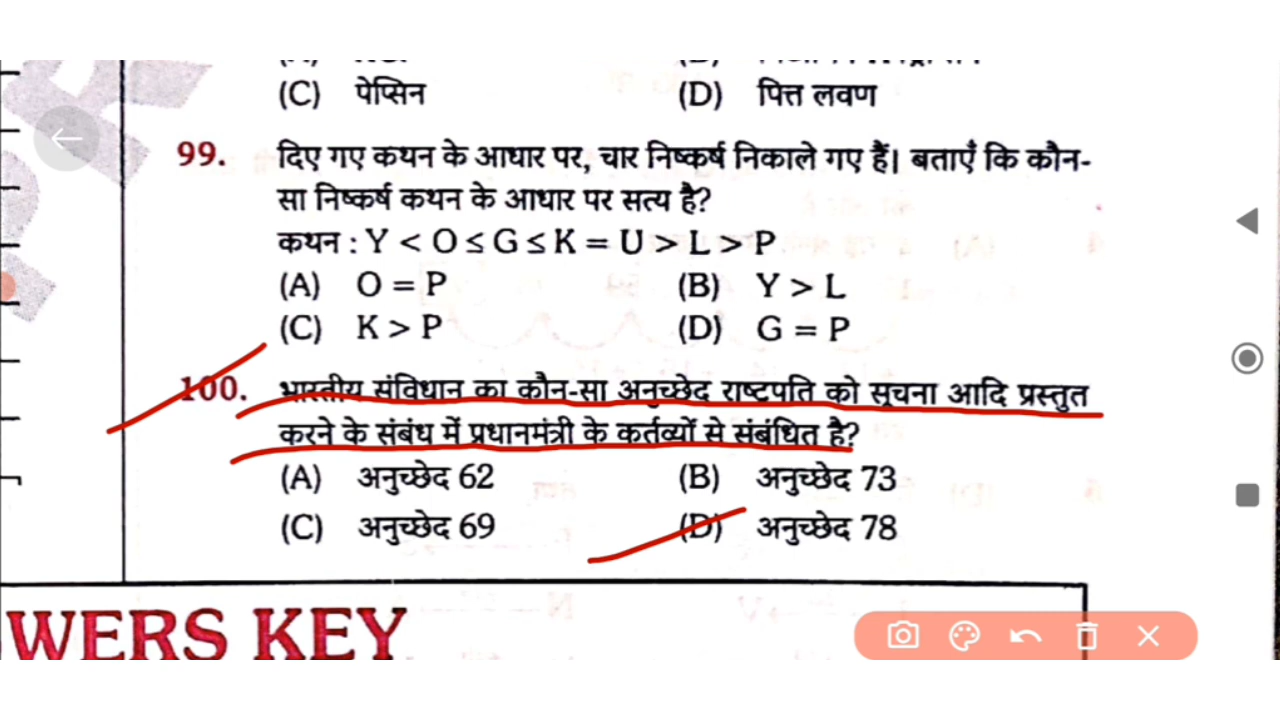 (C) पेप्सिन (D) पित्त लवण
99. दिए गए कथन के आधार पर, चार निष्कर्ष निकाले गए हैं। बताएँ कि कौन-
सा निष्कर्ष कथन के आधार पर सत्य है?
कथन : Y < O ≤ G ≤ K = U > L > P
(A) O = P (B) Y > L
(C) K > P (D) G = P
100. भारतीय संविधान का कौन-सा अनुच्छेद राष्टपति को सूचना आदि प्रस्तुत
करने के संबंध में प्रधानमंत्री के कर्तव्यों से संबंधित है?
(A) अनुच्छेद 62 (B) अनुच्छेद 73
(C) अनुच्छेद 69 (D) अनुच्छेद 78
WERS KEY